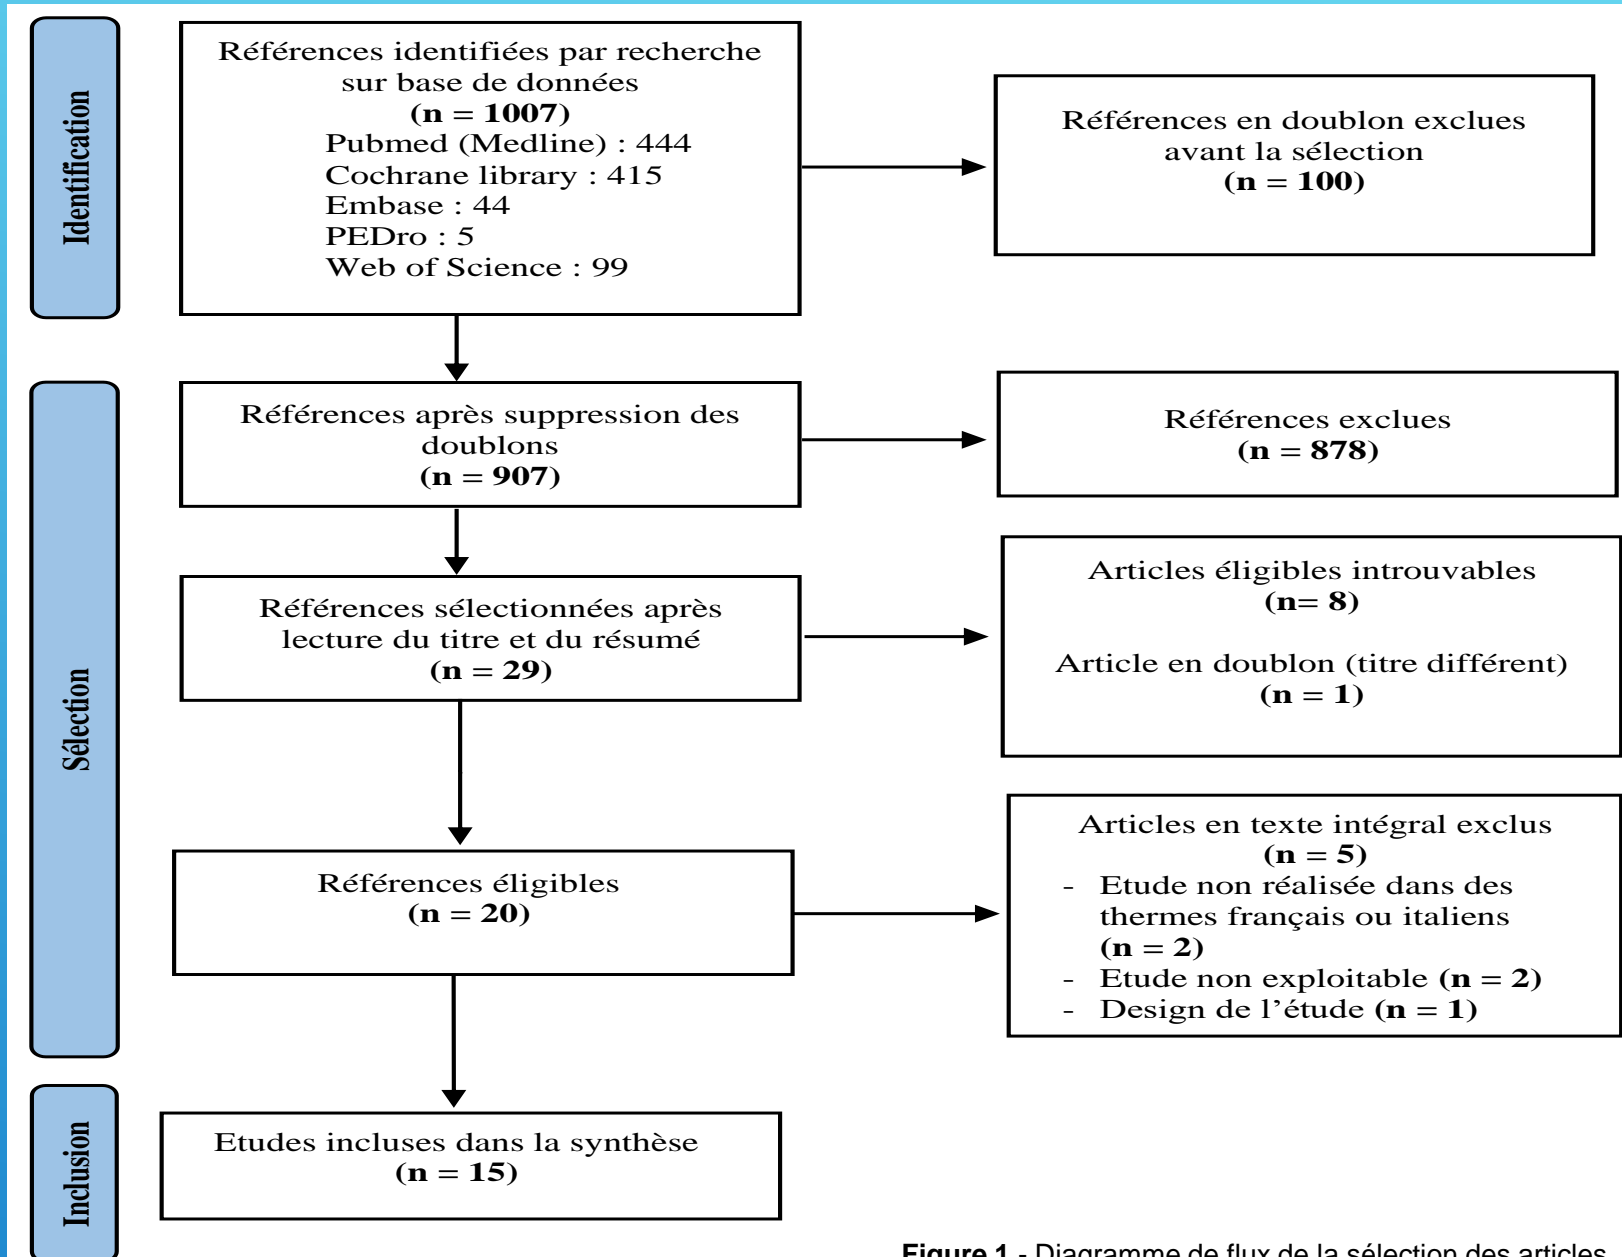 Identification
Références identifiées par recherche
sur base de données
(n = 1007)
Pubmed (Medline) : 444
Cochrane library : 415
Embase : 44
PEDro : 5
Web of Science : 99
Références en doublon exclues
avant la sélection
(n = 100)
Sélection
Références après suppression des
doublons
(n = 907)
Références exclues
(n = 878)
Références sélectionnées après
lecture du titre et du résumé
(n = 29)
Articles éligibles introuvables
(n= 8)
Article en doublon (titre différent)
(n = 1)
Références éligibles
(n = 20)
Articles en texte intégral exclus
(n = 5)
- Etude non réalisée dans des
thermes français ou italiens
(n = 2)
- Etude non exploitable (n = 2)
- Design de l’étude (n = 1)
Inclusion
Etudes incluses dans la synthèse
(n = 15)
Figure 1 - Diagramme de flux de la sélection des articles